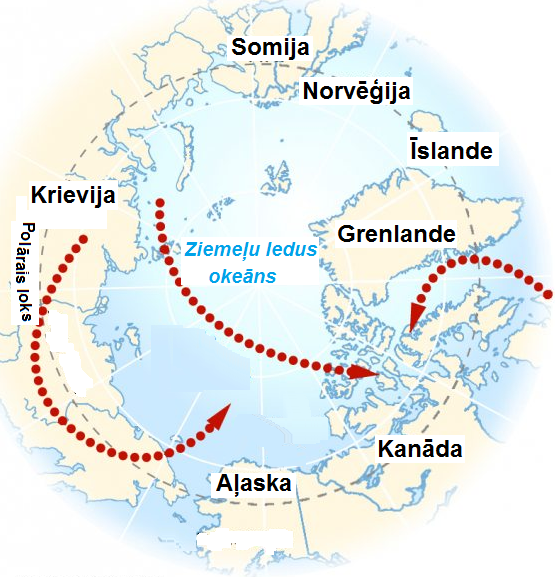 Somija
Norvēģija
Īslande
Krievija
Grenlande
Polārais loks
Ziemeļu ledus
okeāns
Kanāda
Aļaska